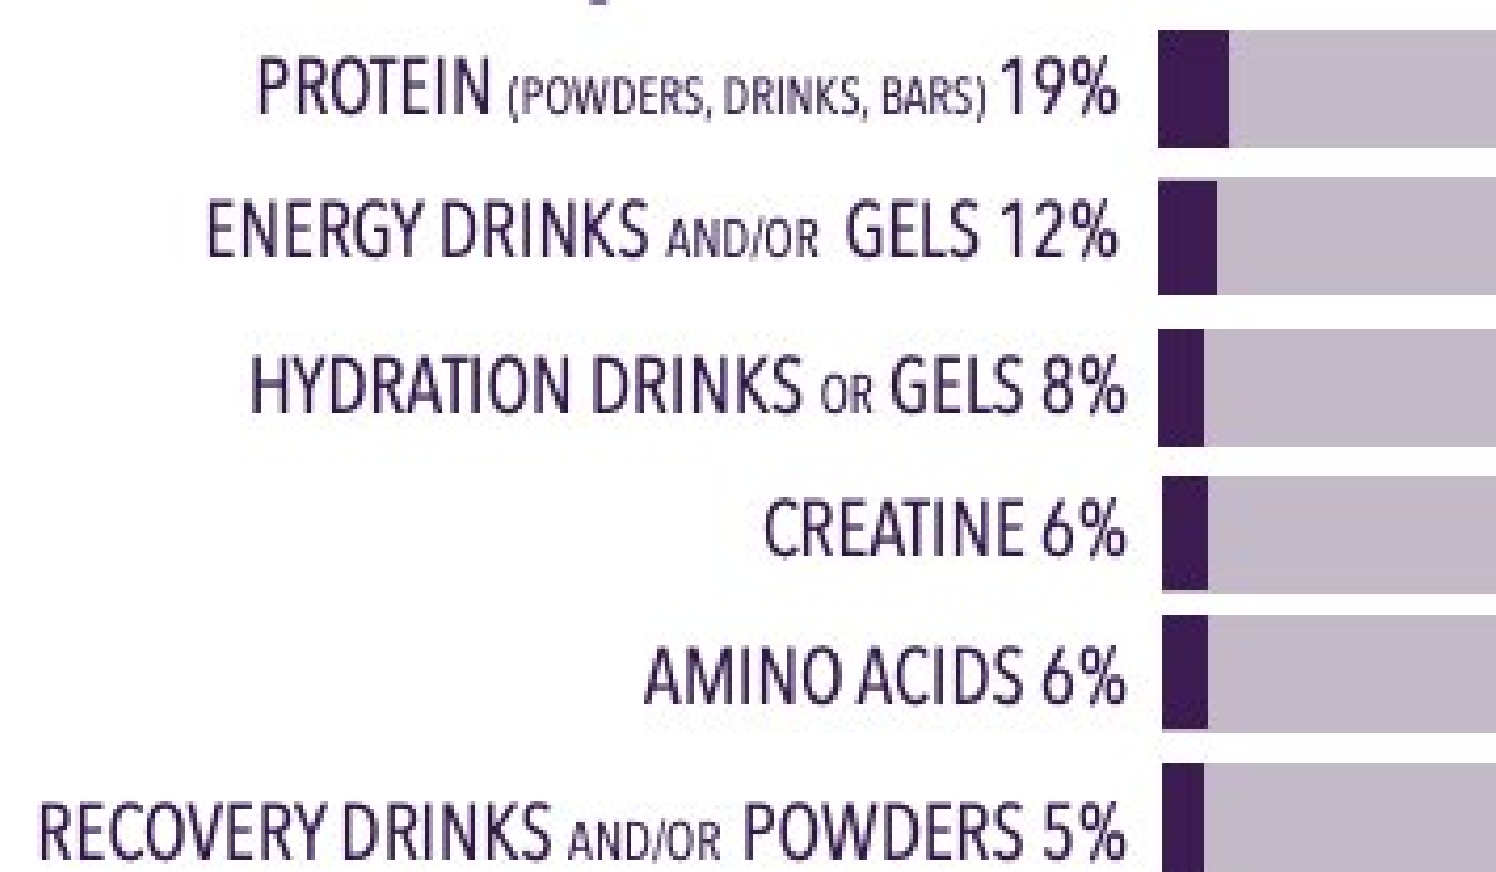 PROTEIN (POWDERS, DRINKS, BARS) 19%
ENERGY DRINKS AND/OR GELS 12%
HYDRATION DRINKS OR GELS 8%
CREATINE 6%
AMINO ACIDS 6%
RECOVERY DRINKS AND/OR POWDERS 5%